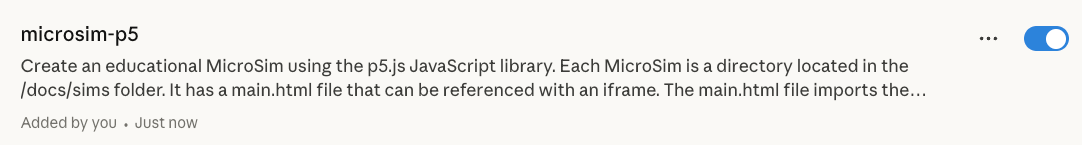 microsim-p5
Create an educational MicroSim using the p5.js JavaScript library. Each MicroSim is a directory located in the
/docs/sims folder. It has a main.html file that can be referenced with an iframe. The main.html file imports the…
Added by you • Just now